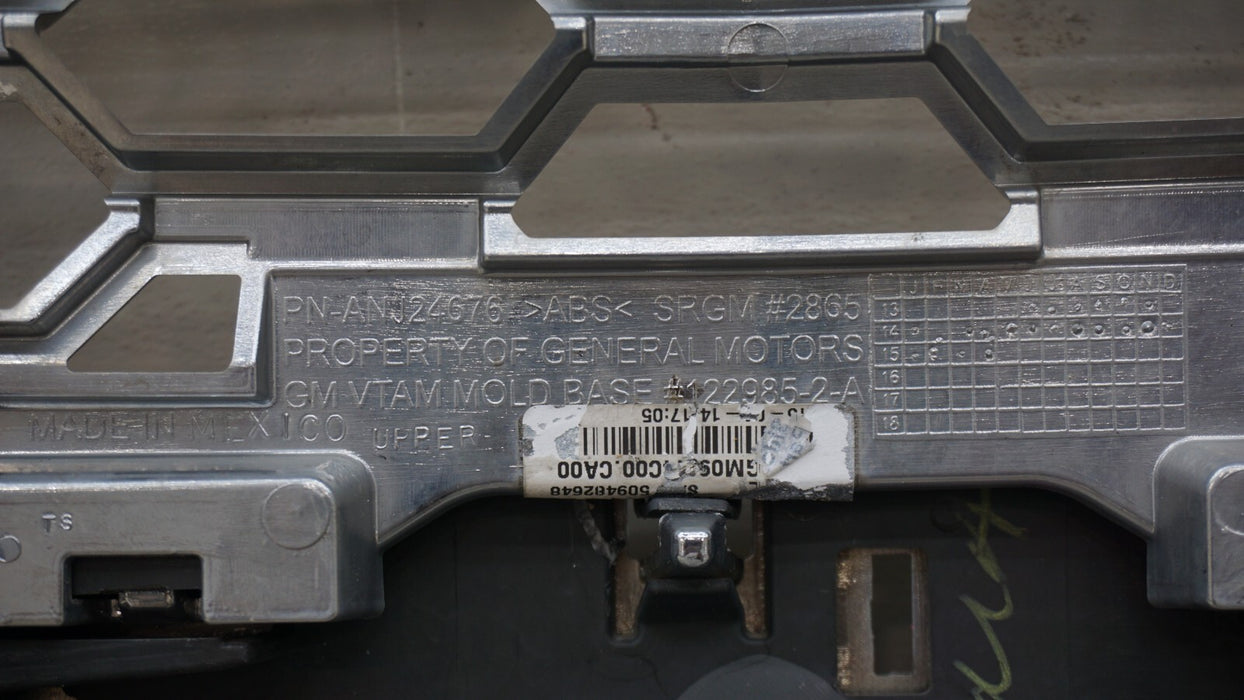 PN-ANJ24676 >ABS< SRGM #2865
PROPERTY OF GENERAL MOTORS
GM VTAM MOLD BASE #122985-2-A
MADE IN MEXICO UPPER
J F M A M J J A S O N D
13
14
15
16
17
18
14 17:05
C00.CA00
509482648
TS